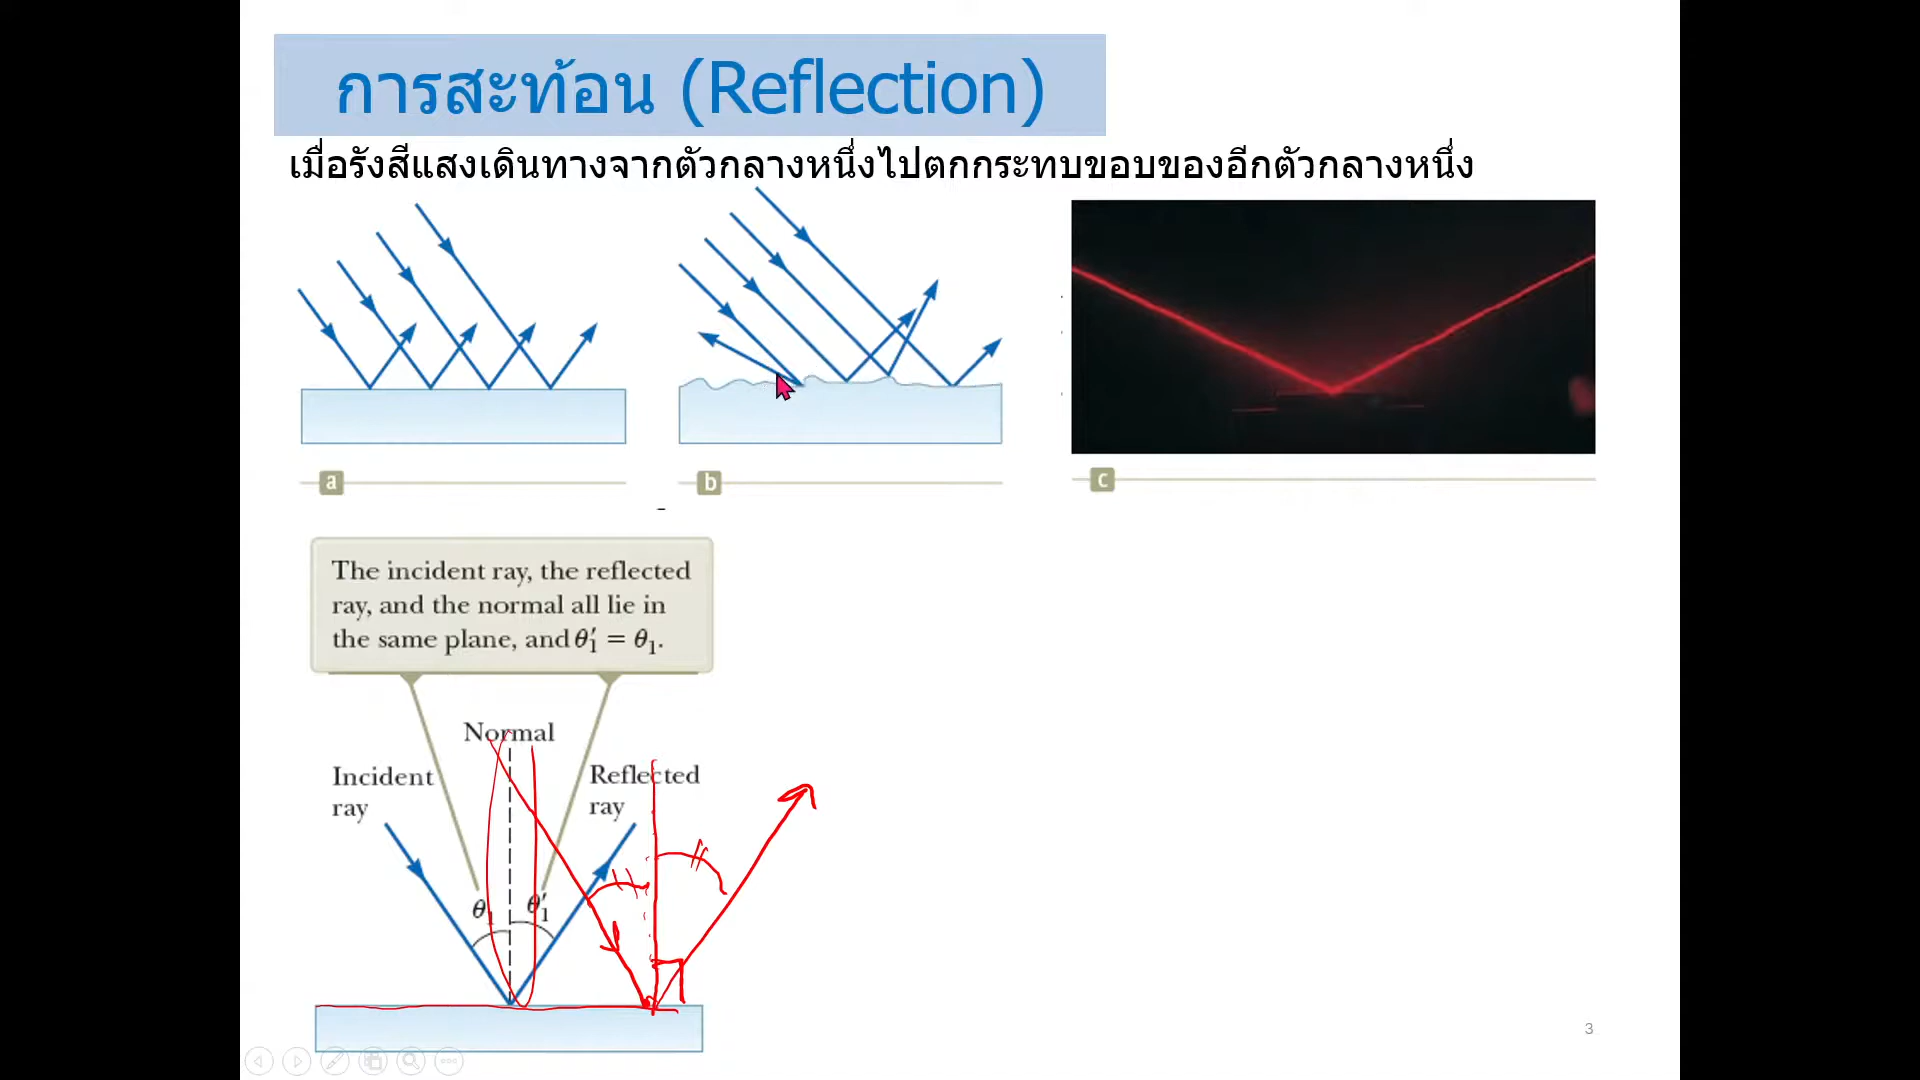 การสะท้อน (Reflection)
เมื่อรังสีแสงเดินทางจากตัวกลางหนึ่งไปตกกระทบขอบของอีกตัวกลางหนึ่ง
a
b
c
The incident ray, the reflected
ray, and the normal all lie in
the same plane, and θ′₁ = θ₁.
Normal
Incident
ray
Reflected
ray
θ₁
θ′₁
3